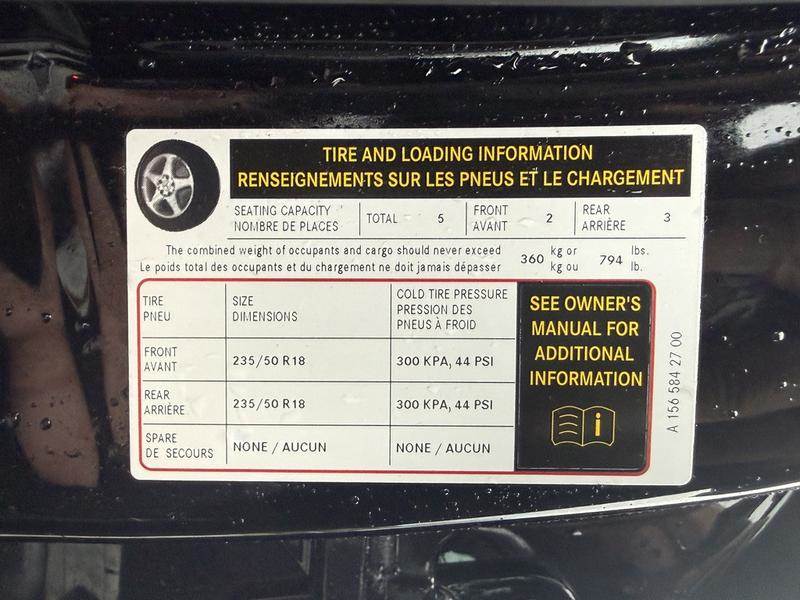 TIRE AND LOADING INFORMATION
RENSEIGNEMENTS SUR LES PNEUS ET LE CHARGEMENT
SEATING CAPACITY
NOMBRE DE PLACES
TOTAL 5
FRONT
AVANT
2
REAR
ARRIÈRE
3
The combined weight of occupants and cargo should never exceed
Le poids total des occupants et du chargement ne doit jamais dépasser
360 kg or
kg ou
794 lbs.
lb.
TIRE
PNEU
SIZE
DIMENSIONS
COLD TIRE PRESSURE
PRESSION DES
PNEUS À FROID
FRONT
AVANT
235/50 R18
300 KPA, 44 PSI
REAR
ARRIÈRE
235/50 R18
300 KPA, 44 PSI
SPARE
DE SECOURS
NONE / AUCUN
NONE / AUCUN
SEE OWNER'S
MANUAL FOR
ADDITIONAL
INFORMATION
i
A 156 584 27 00